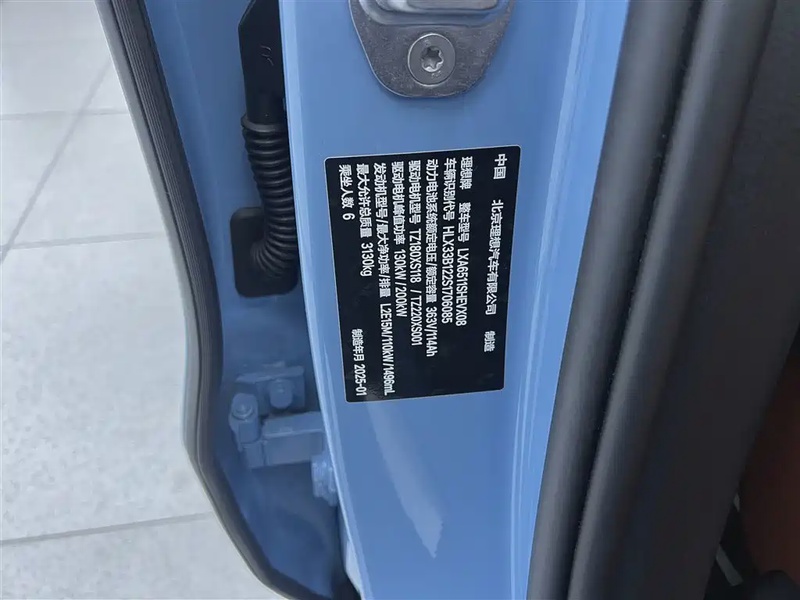 中国 北京理想汽车有限公司 制造
理想牌 整车型号 LXA6511SHEVX08
车辆识别代号 HLX33B122S1706085
动力电池系统额定电压/额定容量 363V/114Ah
驱动电机型号 TZ180XS118 / TZ220XS001
驱动电机峰值功率 130kW/200kW
发动机型号/最大净功率/排量 L2E15M/110kW/1496mL
最大允许总质量 3130kg
乘坐人数 6 制造年月 2025-01